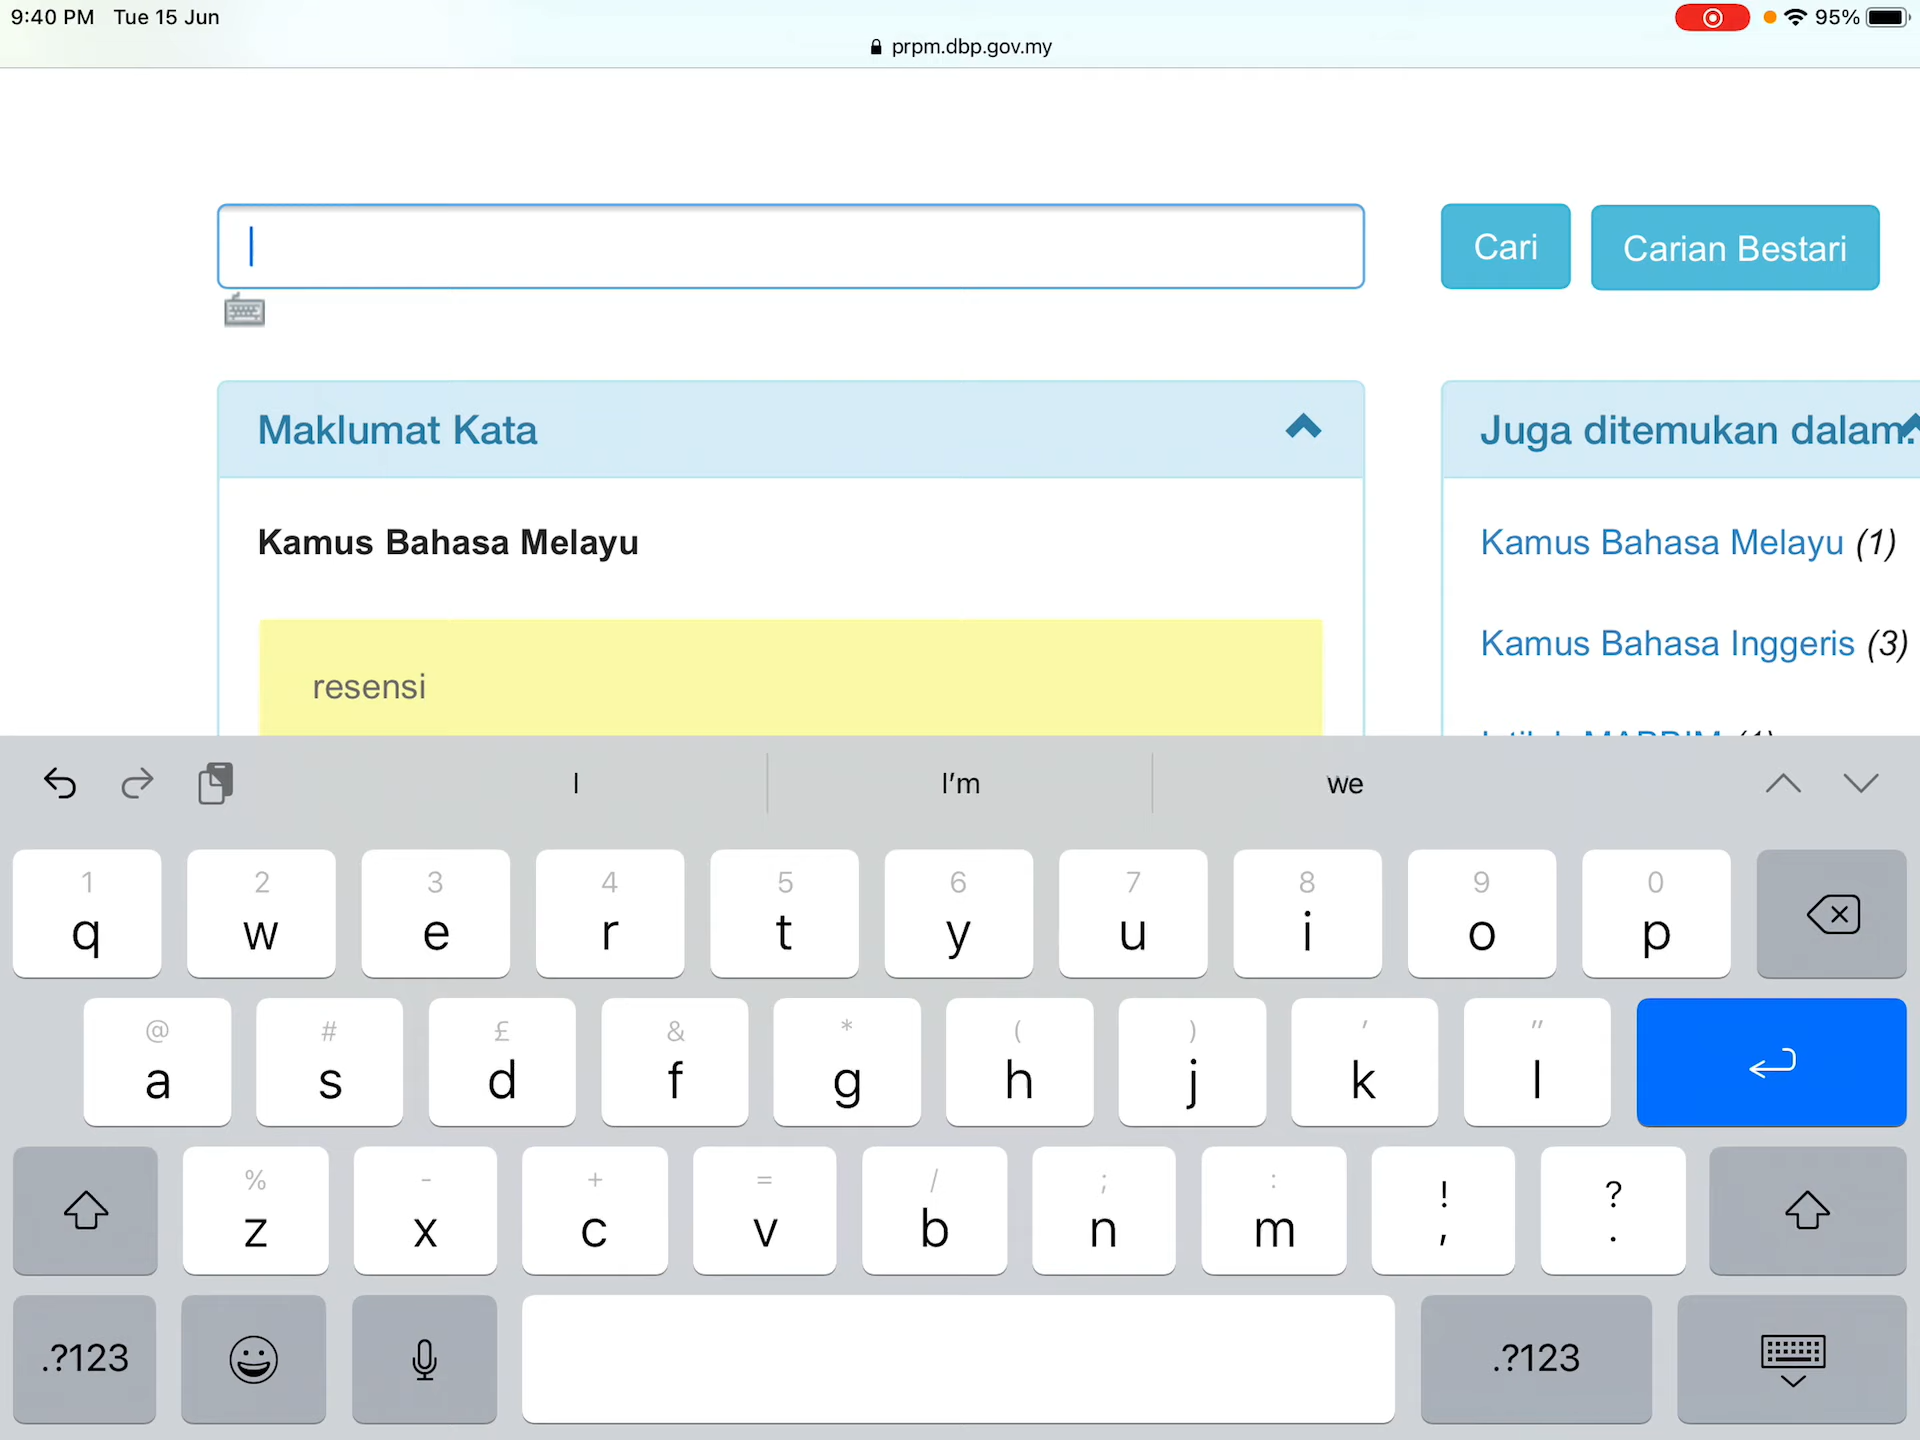 9:40 PM Tue 15 Jun
95%
prpm.dbp.gov.my
Cari
Carian Bestari
Maklumat Kata
Juga ditemukan dalam:
Kamus Bahasa Melayu
Kamus Bahasa Melayu (1)
Kamus Bahasa Inggeris (3)
resensi
I
I'm
we
1 2 3 4 5 6 7 8 9 0
q w e r t y u i o p
@ # £ & * ( ) ' "
a s d f g h j k l
% - + = / ; : ! ?
z x c v b n m , .
.?123
.?123